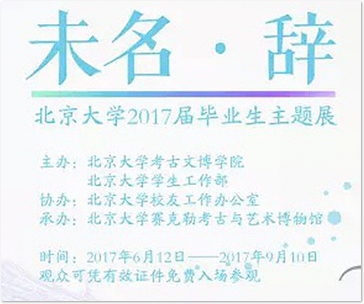 未名·辞
北京大学2017届毕业生主题展
主办：北京大学考古文博学院
北京大学学生工作部
协办：北京大学校友工作办公室
承办：北京大学赛克勒考古与艺术博物馆
时间：2017年6月12日——2017年9月10日
观众可凭有效证件免费入场参观